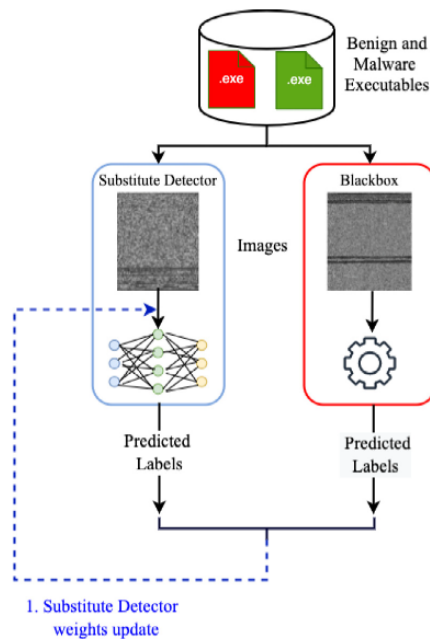 Benign and
Malware
Executables
.exe
.exe
Substitute Detector
Blackbox
Images
Predicted
Labels
Predicted
Labels
1. Substitute Detector
weights update